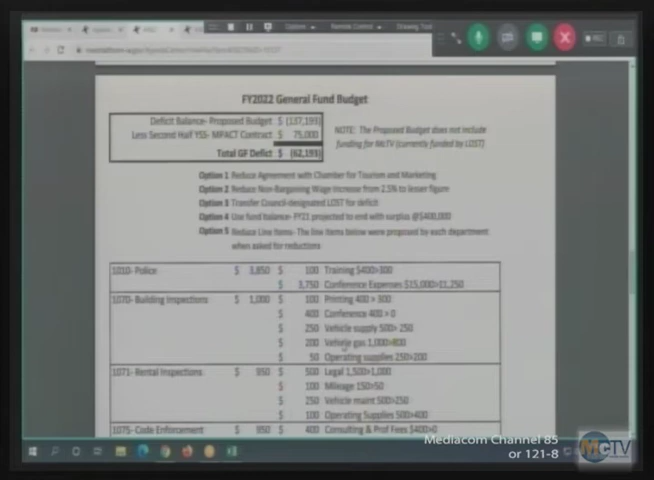 Options
Remote Control
Drawing Tool
REC
FY2022 General Fund Budget
Deficit Balance- Proposed Budget $ (137,193)
Less Second Half YSS- MPACT Contract $ 75,000
Total GF Deficit $ (62,193)
NOTE: The Proposed Budget does not include
funding for McTV (currently funded by LOST)
Option 1 Reduce Agreement with Chamber for Tourism and Marketing
Option 2 Reduce Non-Bargaining Wage Increase from 2.5% to lesser figure
Option 3 Transfer Council-designated LOST for deficit
Option 4 Use fund balance- FY21 projected to end with surplus @$400,000
Option 5 Reduce Line Items- The line items below were proposed by each department
when asked for reductions
1010- Police $ 3,850 $ 100 Training $400>300
$ 3,750 Conference Expenses $15,000>11,250
1070- Building Inspections $ 1,000 $ 100 Printing 400 > 300
$ 400 Conference 400 > 0
$ 250 Vehicle supply 500> 250
$ 200 Vehicle gas 1,000>800
$ 50 Operating supplies 250>200
1071- Rental Inspections $ 950 $ 500 Legal 1,500>1,000
$ 100 Mileage 150>50
$ 250 Vehicle maint 500>250
$ 100 Operating Supplies 500>400
1075- Code Enforcement $ 950 $ 400 Consulting & Prof Fees $400>0
Mediacom Channel 85
or 121-8
MCTV